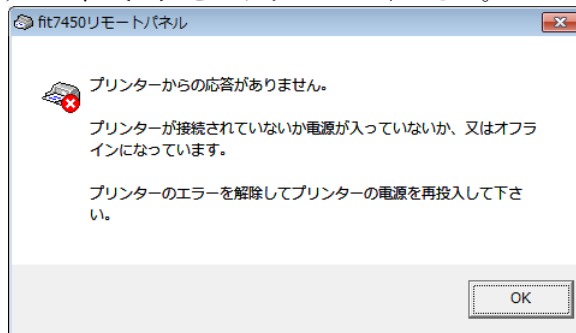 fit7450リモートパネル
プリンターからの応答がありません。
プリンターが接続されていないか電源が入っていないか、又はオフラ
インになっています。
プリンターのエラーを解除してプリンターの電源を再投入して下さ
い。
OK